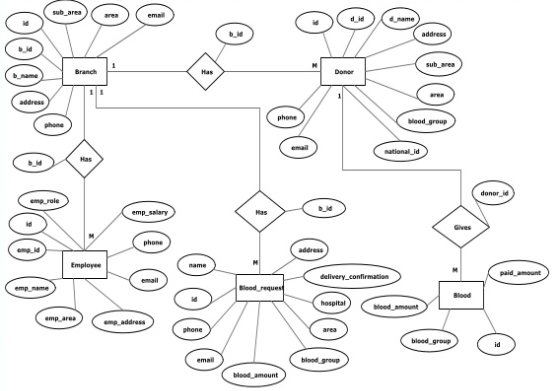 sub_area
area
email
id
b_id
b_name
address
phone
Branch
1
Has
b_id
M
Donor
id
d_id
d_name
address
sub_area
area
blood_group
national_id
phone
email
1
1
1
Has
b_id
M
Employee
emp_role
id
emp_id
emp_name
emp_area
emp_address
email
phone
emp_salary
Has
b_id
M
Blood_request
name
id
phone
email
blood_amount
blood_group
area
hospital
delivery_confirmation
address
Gives
donor_id
M
Blood
paid_amount
blood_amount
blood_group
id